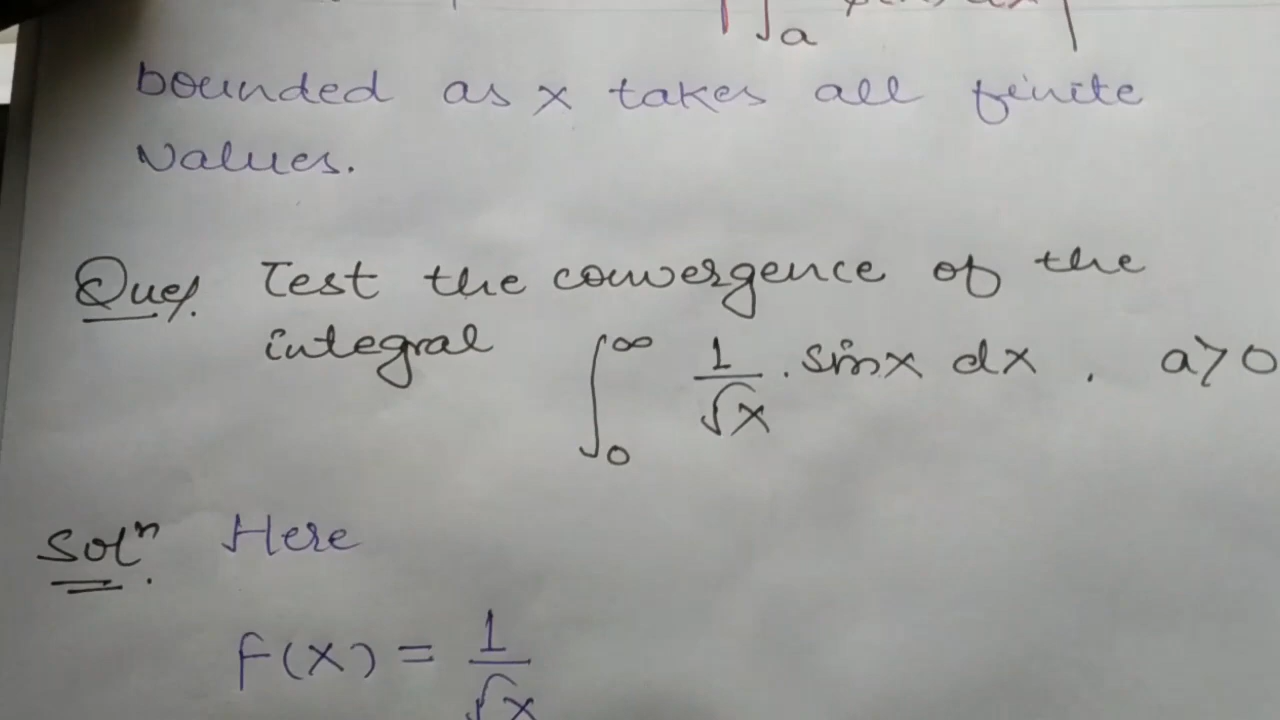 ∫a
bounded as x takes all finite
values.
Ques. Test the convergence of the
integral ∫₀^∞ 1/√x . sinx dx , a>0
Solⁿ. Here
f(x) = 1/√x